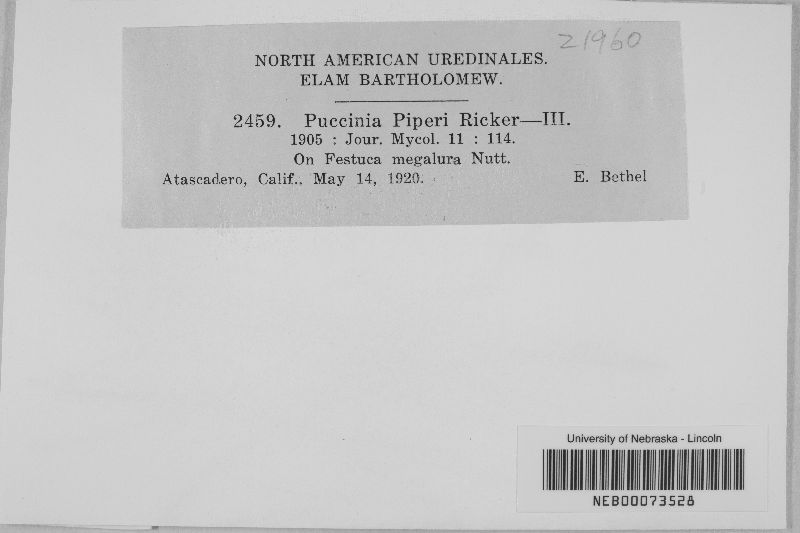 21960
NORTH AMERICAN UREDINALES.
ELAM BARTHOLOMEW.
2459. Puccinia Piperi Ricker—III.
1905 : Jour. Mycol. 11 : 114.
On Festuca megalura Nutt.
Atascadero, Calif., May 14, 1920. E. Bethel
University of Nebraska - Lincoln
NEB00073528